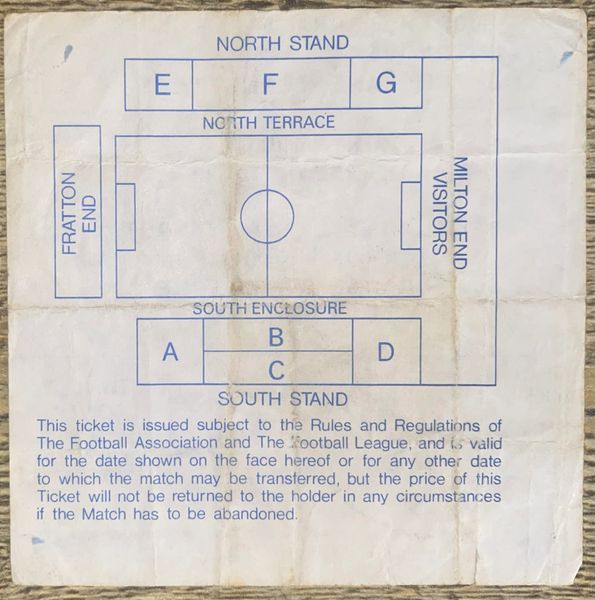 NORTH STAND
E F G
NORTH TERRACE
FRATTON
END
MILTON END
VISITORS
SOUTH ENCLOSURE
A B D
C
SOUTH STAND
This ticket is issued subject to the Rules and Regulations of
The Football Association and The Football League, and is valid
for the date shown on the face hereof or for any other date
to which the match may be transferred, but the price of this
Ticket will not be returned to the holder in any circumstances
if the Match has to be abandoned.